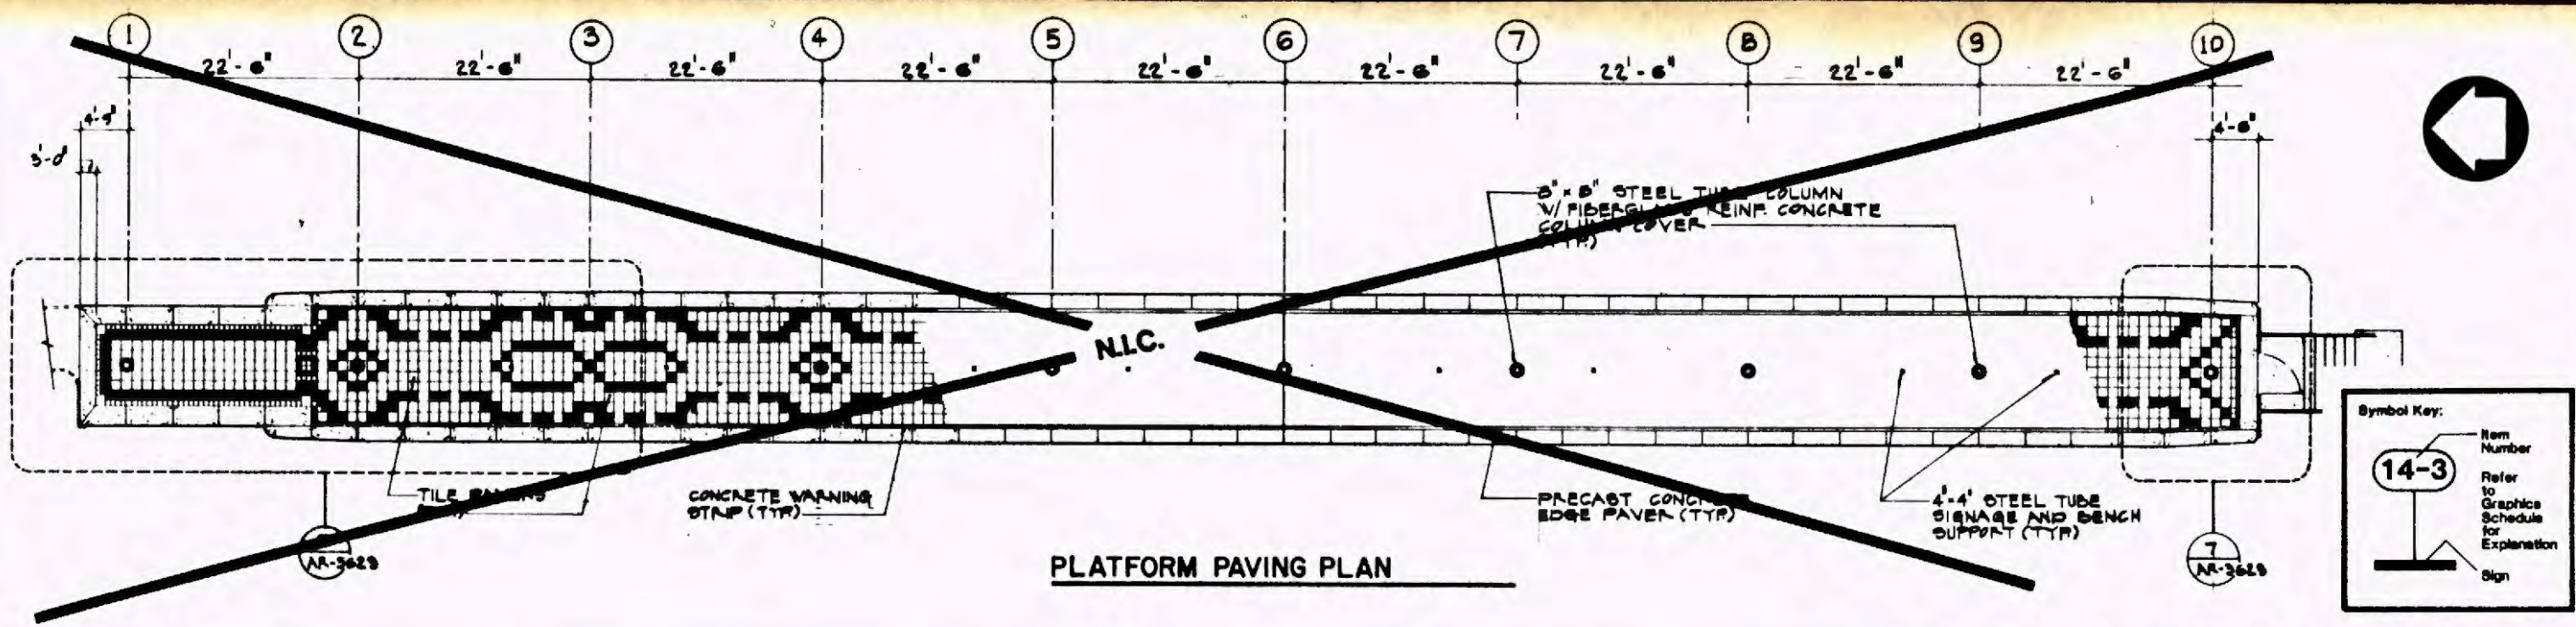 1 2 3 4 5 6 7 8 9 10
22'-6" 22'-6" 22'-6" 22'-6" 22'-6" 22'-6" 22'-6" 22'-6" 22'-6"
4'-6"
8" x 8" STEEL TUBE COLUMN
W/ FIBERGLASS REINF. CONCRETE
COLUMN COVER
(TYP.)
N.I.C.
TILE PAVERS
CONCRETE WARNING
STRIP (TYP.)
PRECAST CONCRETE
EDGE PAVER (TYP.)
4"-4" STEEL TUBE
SIGNAGE AND BENCH
SUPPORT (TYP.)
AR-3628
7
AR-3628
PLATFORM PAVING PLAN
Symbol Key:
Item
Number
14-3
Refer
to
Graphics
Schedule
for
Explanation
Sign